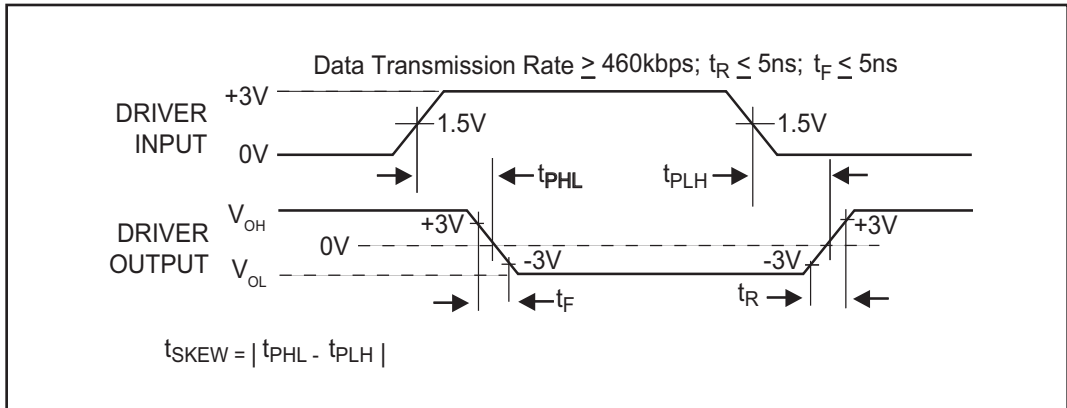 Data Transmission Rate ≥ 460kbps; tR ≤ 5ns; tF ≤ 5ns
+3V
DRIVER INPUT
1.5V
1.5V
0V
tPHL
tPLH
VOH
+3V
+3V
DRIVER OUTPUT
0V
-3V
-3V
VOL
tF
tR
tSKEW = | tPHL - tPLH |